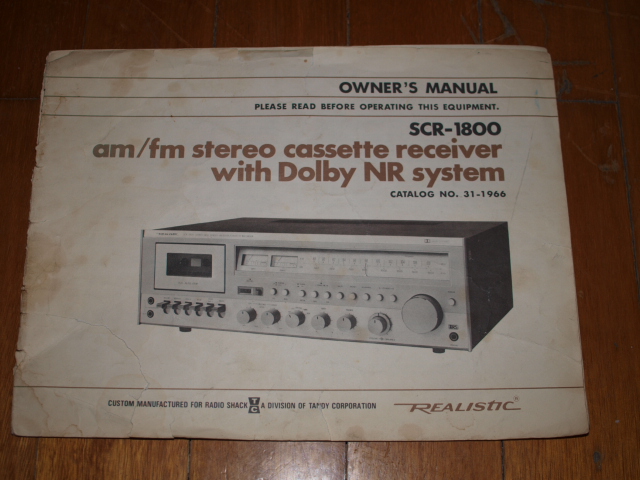 OWNER'S MANUAL
PLEASE READ BEFORE OPERATING THIS EQUIPMENT.
SCR-1800
am/fm stereo cassette receiver
with Dolby NR system
CATALOG NO. 31-1966
CUSTOM MANUFACTURED FOR RADIO SHACK TC A DIVISION OF TANDY CORPORATION
REALISTIC®